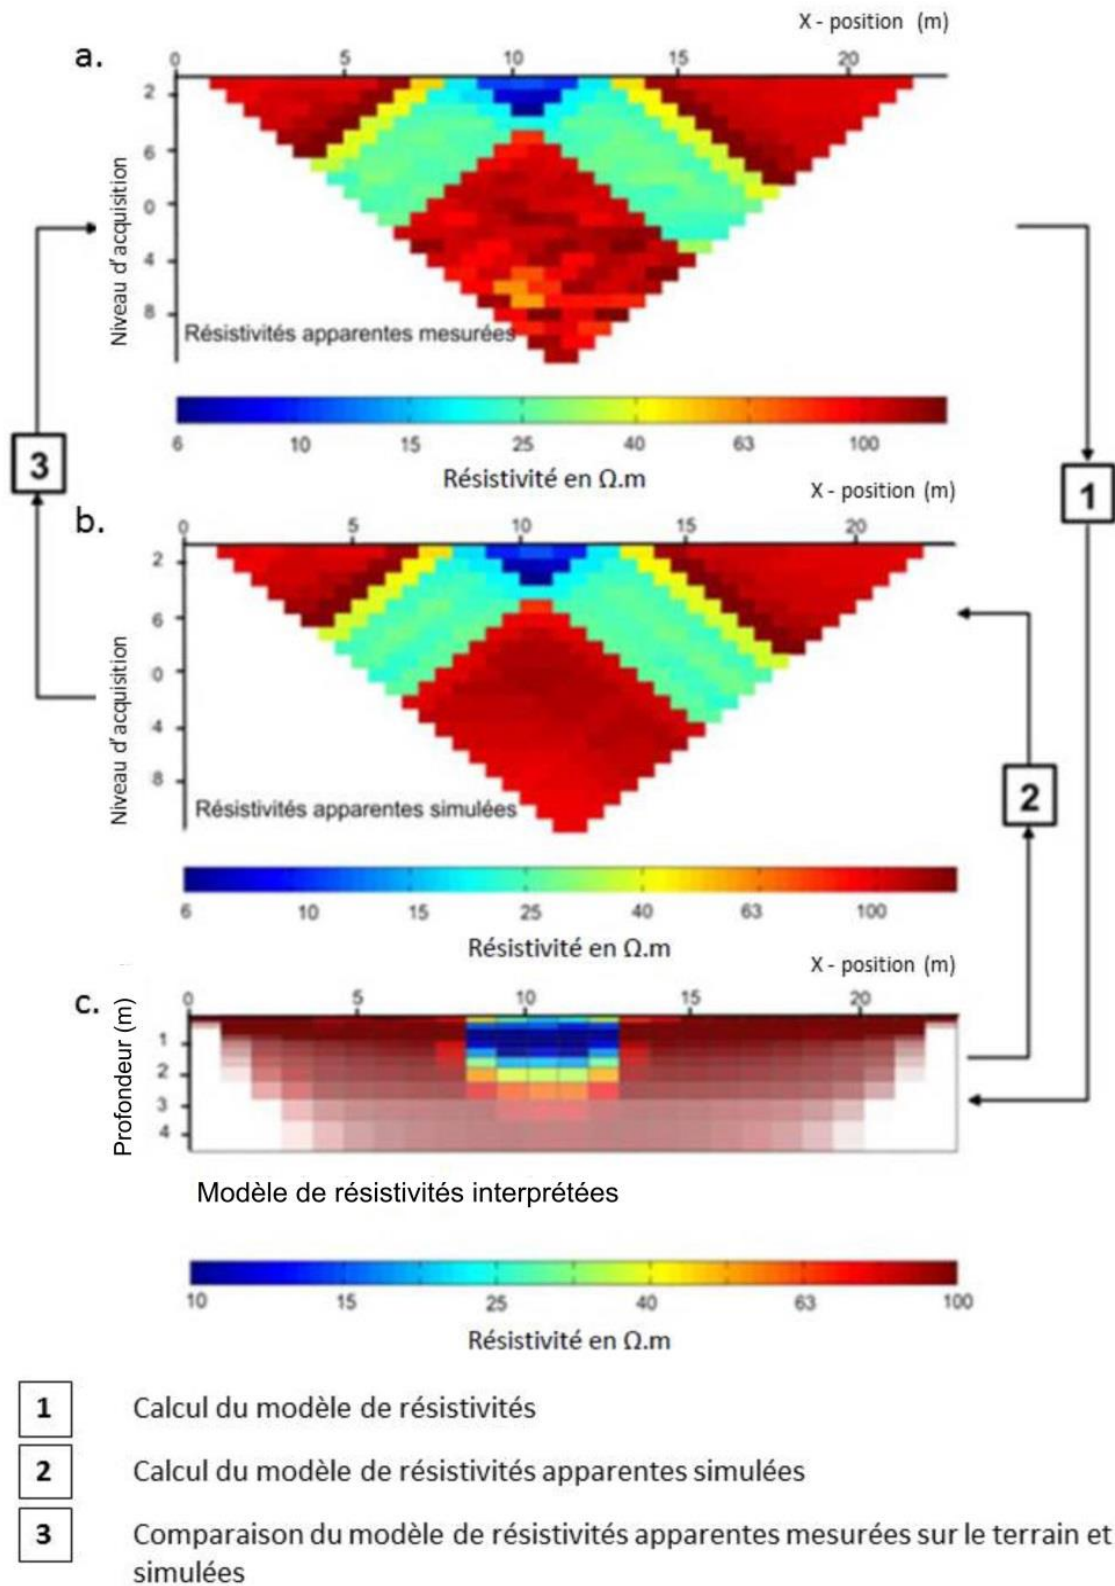 X - position (m)
a.
0 5 10 15 20
2
6
0
4
8
Niveau d'acquisition
Résistivités apparentes mesurées
6 10 15 25 40 63 100
Résistivité en Ω.m
3
1
X - position (m)
b.
0 5 10 15 20
2
6
0
4
8
Niveau d'acquisition
Résistivités apparentes simulées
2
6 10 15 25 40 63 100
Résistivité en Ω.m
X - position (m)
c.
0 5 10 15 20
1
2
3
4
Profondeur (m)
Modèle de résistivités interprétées
10 15 25 40 63 100
Résistivité en Ω.m
1 Calcul du modèle de résistivités
2 Calcul du modèle de résistivités apparentes simulées
3 Comparaison du modèle de résistivités apparentes mesurées sur le terrain et
simulées